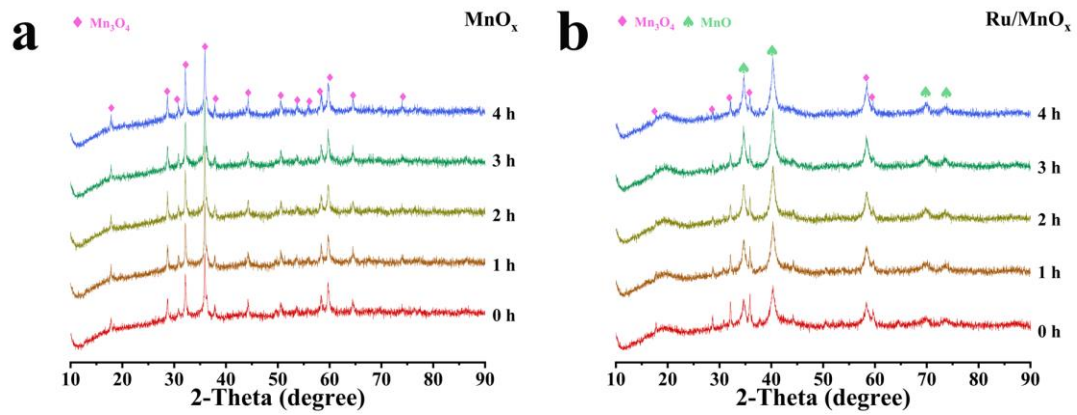 a
Mn₃O₄
MnOₓ
4 h
3 h
2 h
1 h
0 h
10 20 30 40 50 60 70 80 90
2-Theta (degree)
b
Mn₃O₄ MnO
Ru/MnOₓ
4 h
3 h
2 h
1 h
0 h
10 20 30 40 50 60 70 80 90
2-Theta (degree)